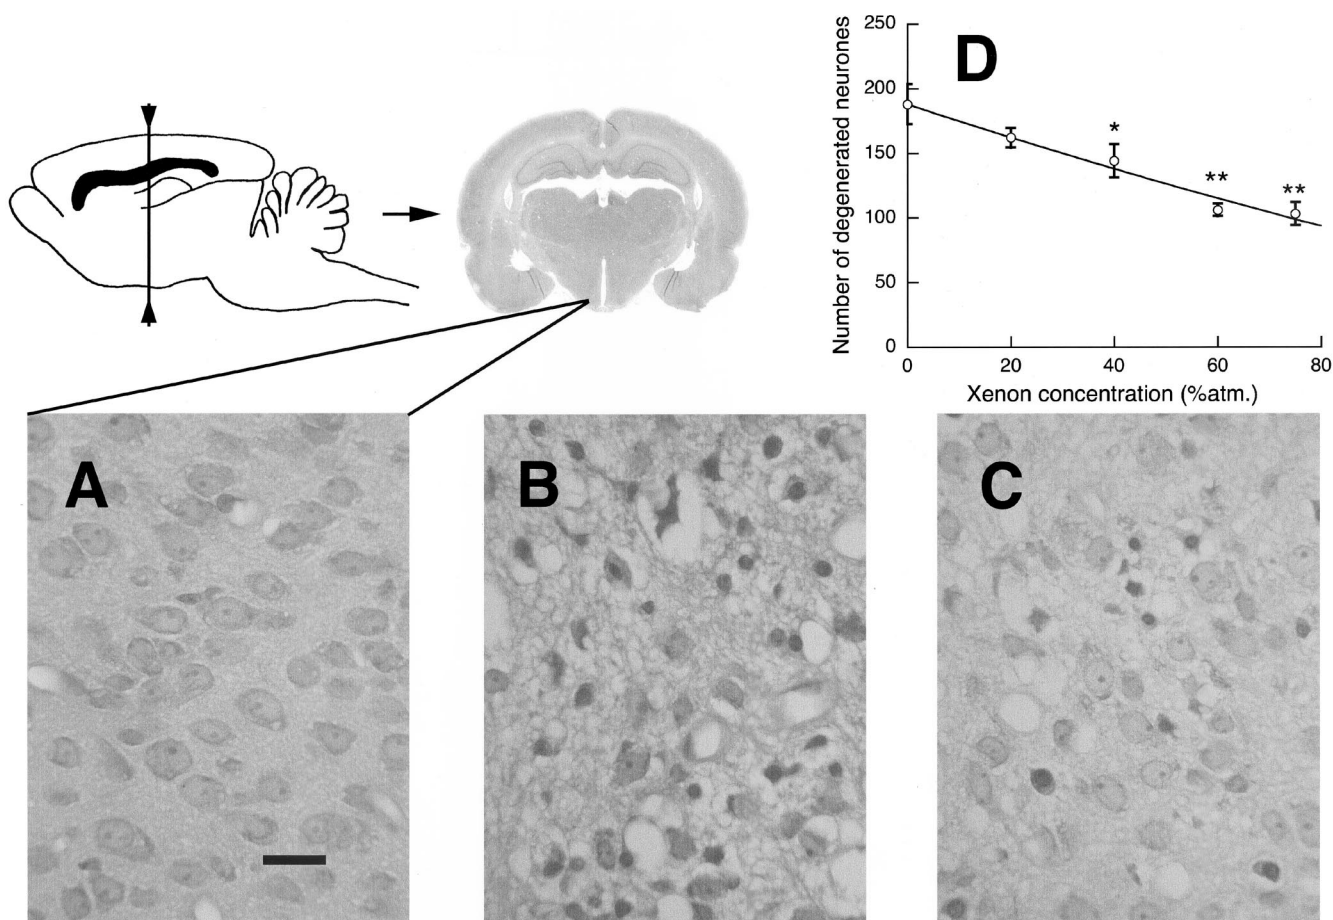 D
Number of degenerated neurones
250
200
150
100
50
0
*
**
**
0 20 40 60 80
Xenon concentration (%atm.)
A
B
C